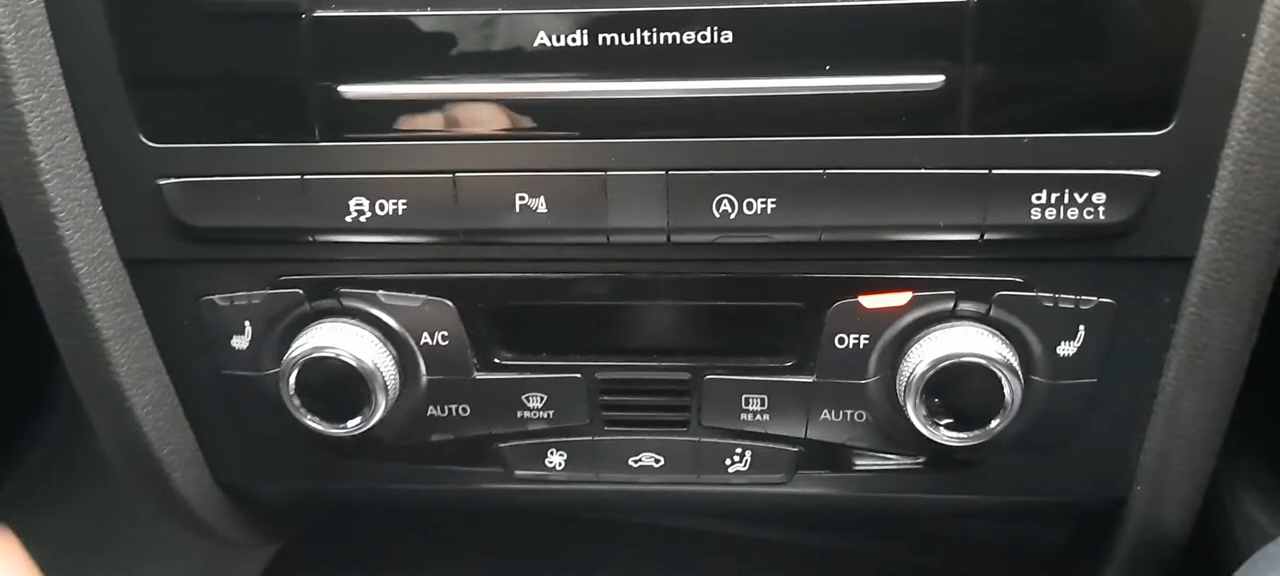 Audi multimedia
OFF
P
A OFF
drive
select
A/C
OFF
AUTO
FRONT
REAR
AUTO